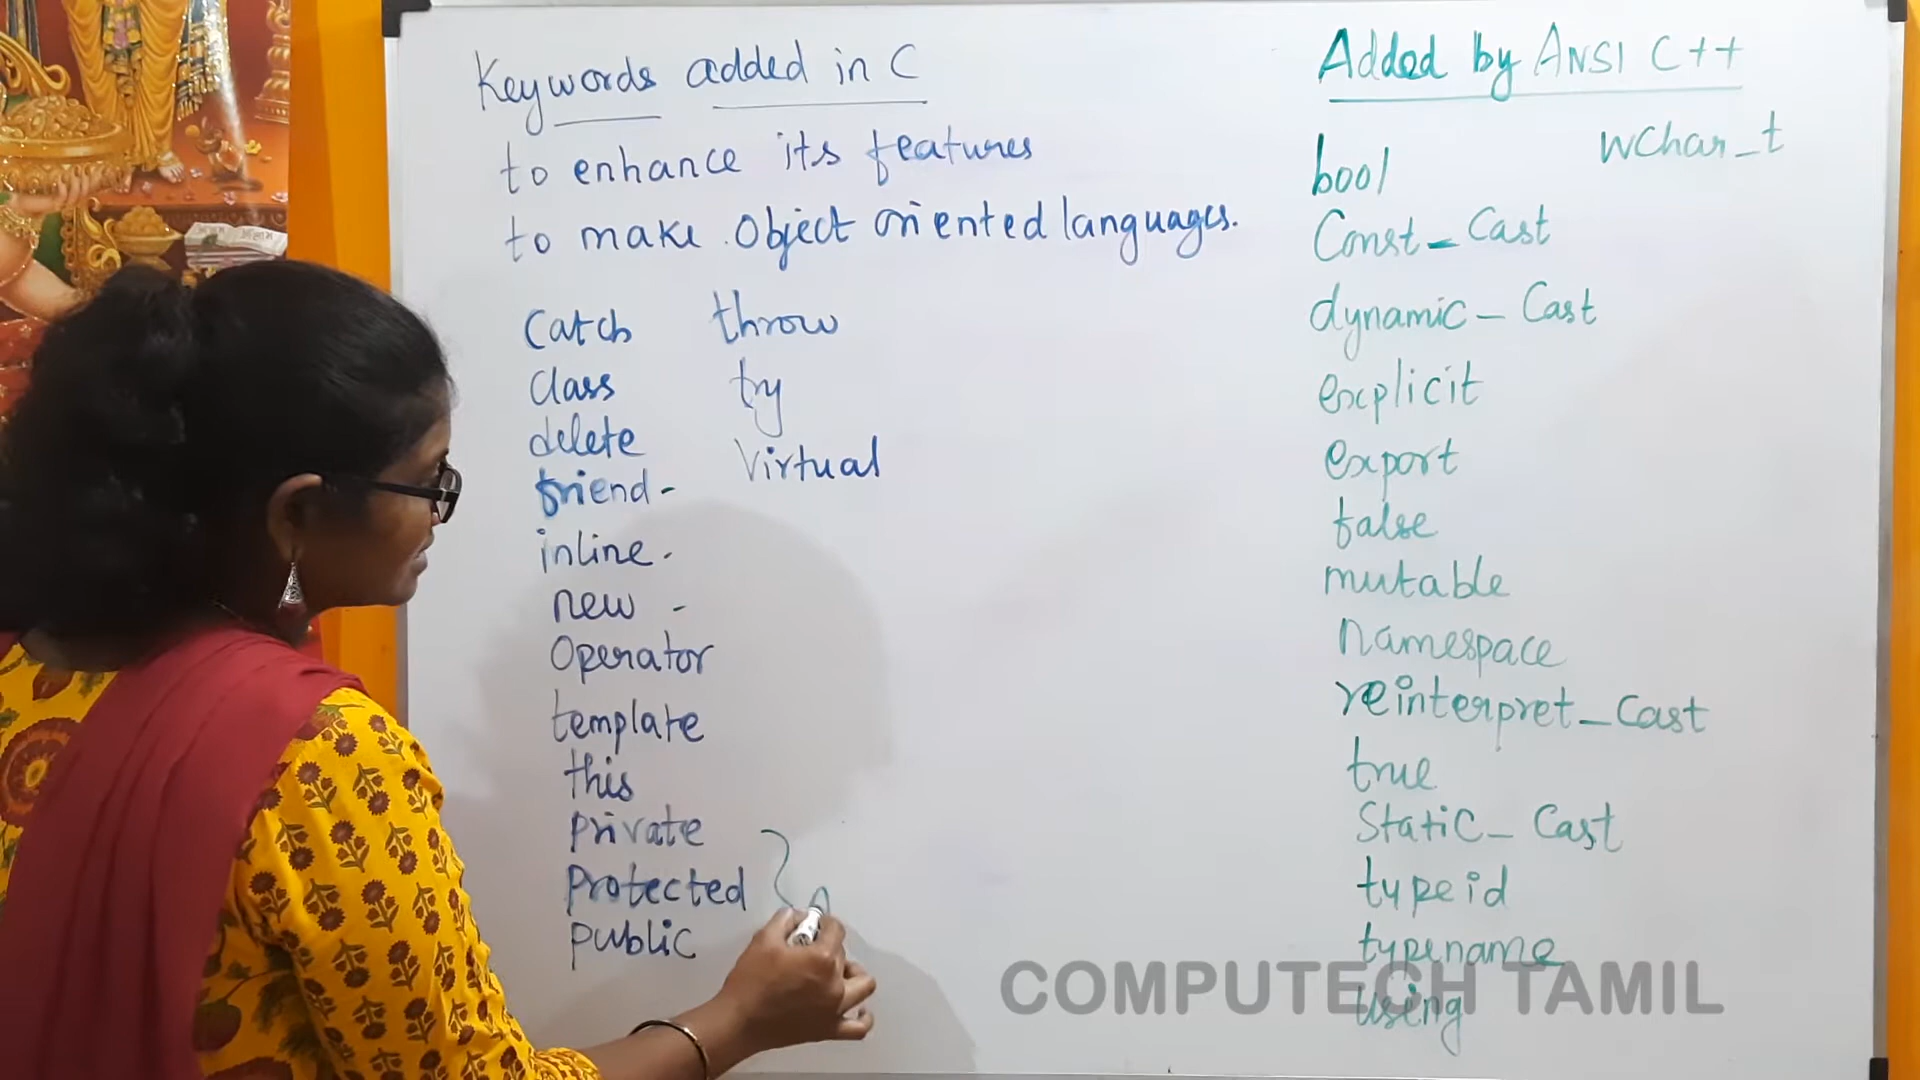 Keywords added in C
to enhance its features
to make object oriented languages.
Catch
Class
delete
friend -
inline -
new -
Operator
template
this
private
Protected
public
throw
try
Virtual
Added by ANSI C++
bool
Const_Cast
dynamic_Cast
explicit
export
false
mutable
namespace
reinterpret_Cast
true
Static_Cast
typeid
typename
using
wchar_t
COMPUTECH TAMIL